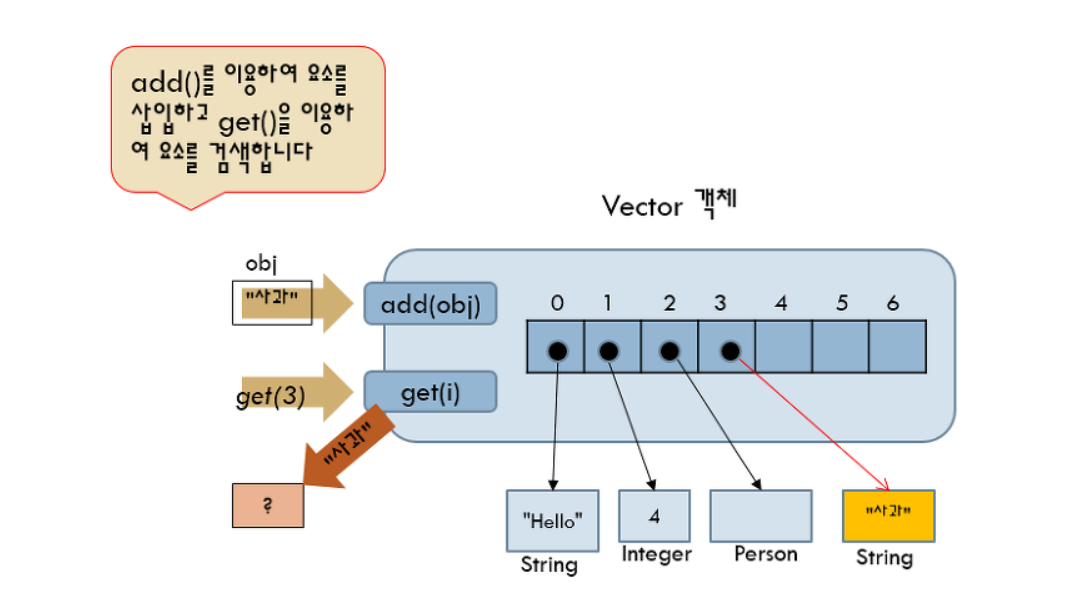 add()를 이용하여 요소를
삽입하고 get()을 이용하
여 요소를 검색합니다
Vector 객체
obj
"사과"
add(obj)
0 1 2 3 4 5 6
get(3)
get(i)
"사과"
?
"Hello"
4
"사과"
String
Integer
Person
String